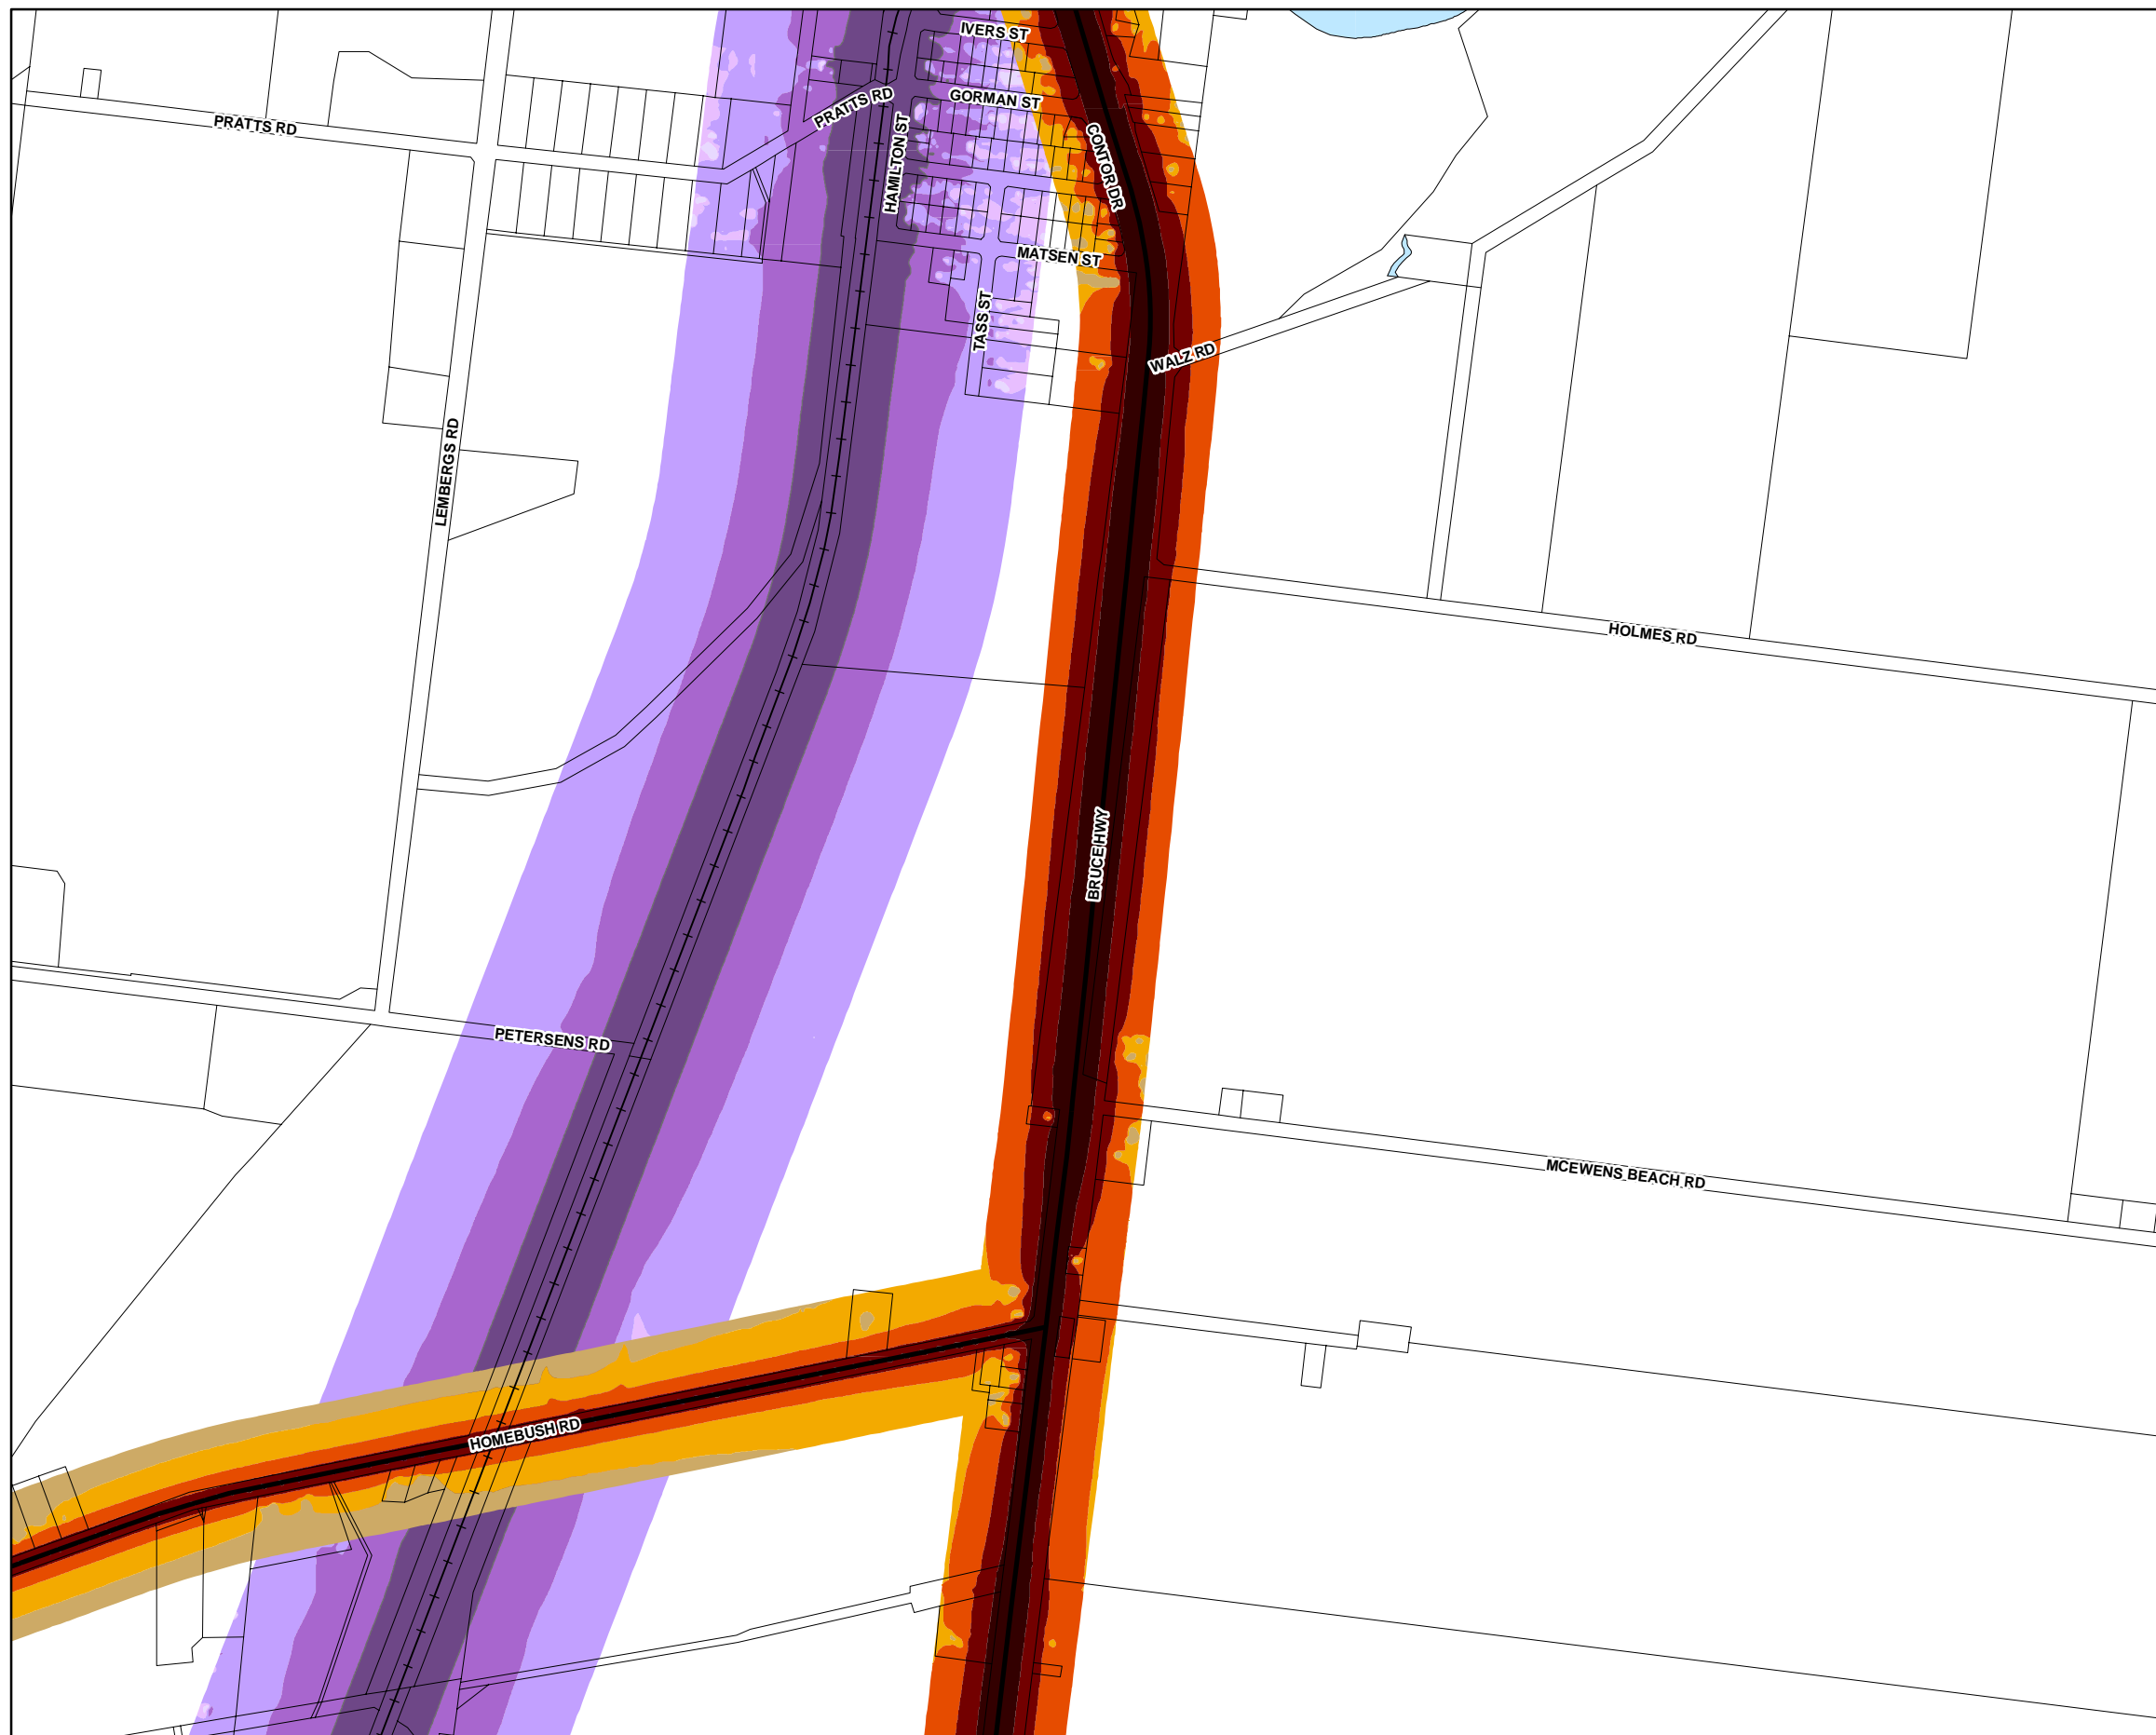 IVERS ST
PRATTS RD
GORMAN ST
PRATTS RD
HAMILTON ST
CONTOR DR
MATSEN ST
TASS ST
WALZ RD
LEMBERGS RD
HOLMES RD
BRUCE HWY
PETERSENS RD
MCEWENS BEACH RD
HOMEBUSH RD